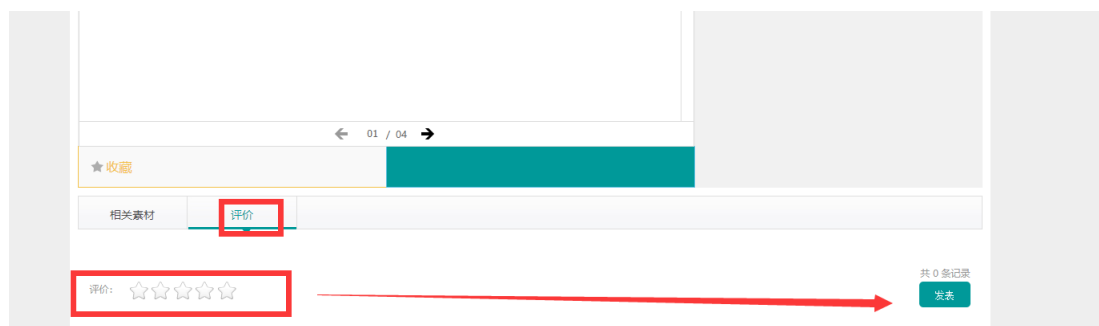 01 / 04
收藏
相关素材 评价
共 0 条记录
评价:
发表